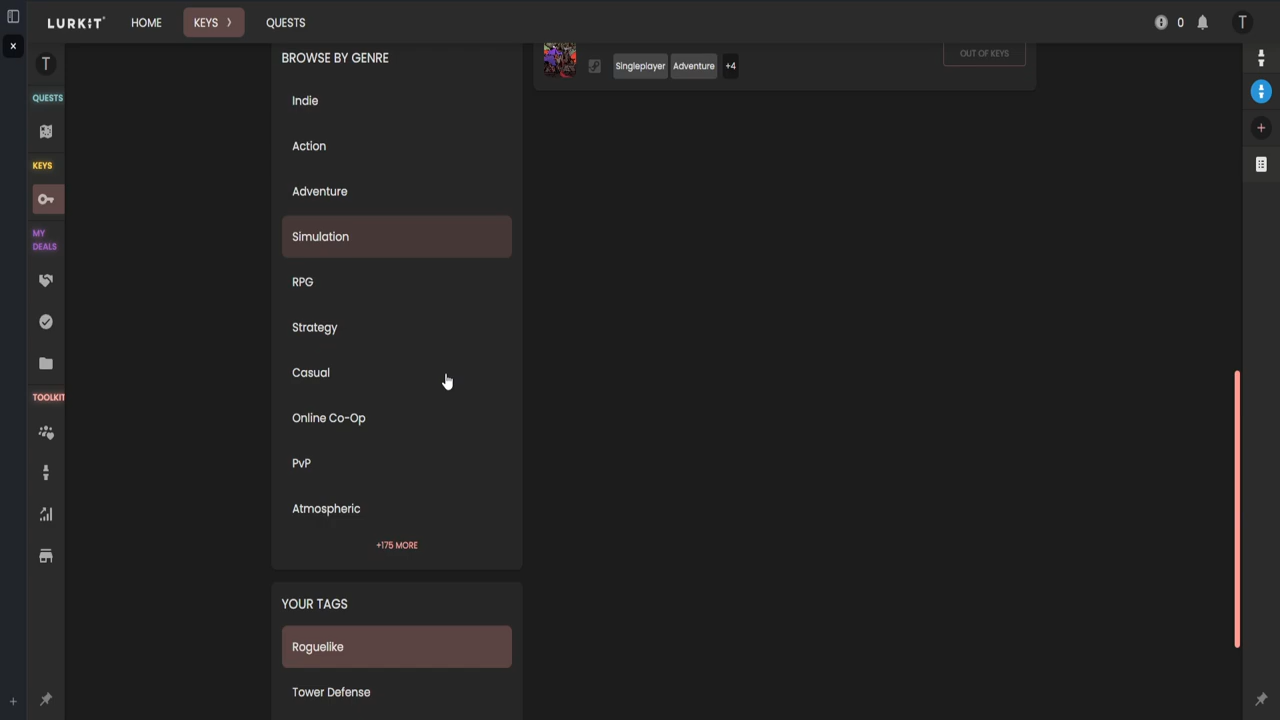 LURKIT
HOME
KEYS
QUESTS
0
T
T
QUESTS
KEYS
MY
DEALS
TOOLKIT
BROWSE BY GENRE
Indie
Action
Adventure
Simulation
RPG
Strategy
Casual
Online Co-Op
PvP
Atmospheric
+175 MORE
YOUR TAGS
Roguelike
Tower Defense
Singleplayer
Adventure
+4
OUT OF KEYS